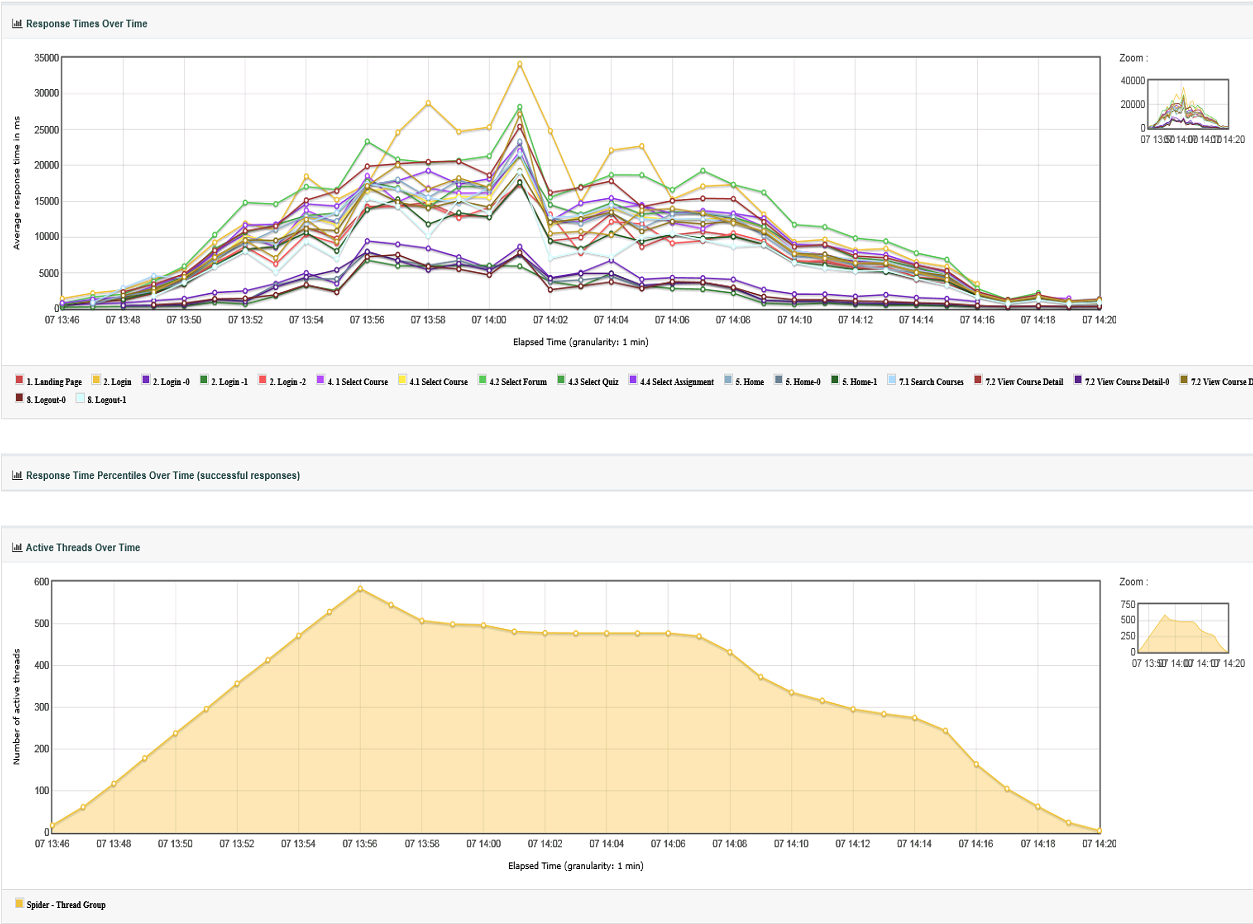 Response Times Over Time
Zoom :
Average response time in ms
35000
30000
25000
20000
15000
10000
5000
0
40000
20000
0
07 13:46 07 13:48 07 13:50 07 13:52 07 13:54 07 13:56 07 13:58 07 14:00 07 14:02 07 14:04 07 14:06 07 14:08 07 14:10 07 14:12 07 14:14 07 14:16 07 14:18 07 14:20
07 14:20
Elapsed Time (granularity: 1 min)
1. Landing Page 2. Login 2. Login -0 2. Login -1 2. Login -2 4. 1 Select Course 4.1 Select Course 4.2 Select Forum 4.3 Select Quiz 4.4 Select Assignment 5. Home 5. Home-0 5. Home-1 7.1 Search Courses 7.2 View Course Detail 7.2 View Course Detail-0 7.2 View Course D
8. Logout-0 8. Logout-1
Response Time Percentiles Over Time (successful responses)
Active Threads Over Time
Zoom :
Number of active threads
600
500
400
300
200
100
0
750
500
250
0
07 13:46 07 13:48 07 13:50 07 13:52 07 13:54 07 13:56 07 13:58 07 14:00 07 14:02 07 14:04 07 14:06 07 14:08 07 14:10 07 14:12 07 14:14 07 14:16 07 14:18 07 14:20
07 14:20
Elapsed Time (granularity: 1 min)
Spider - Thread Group